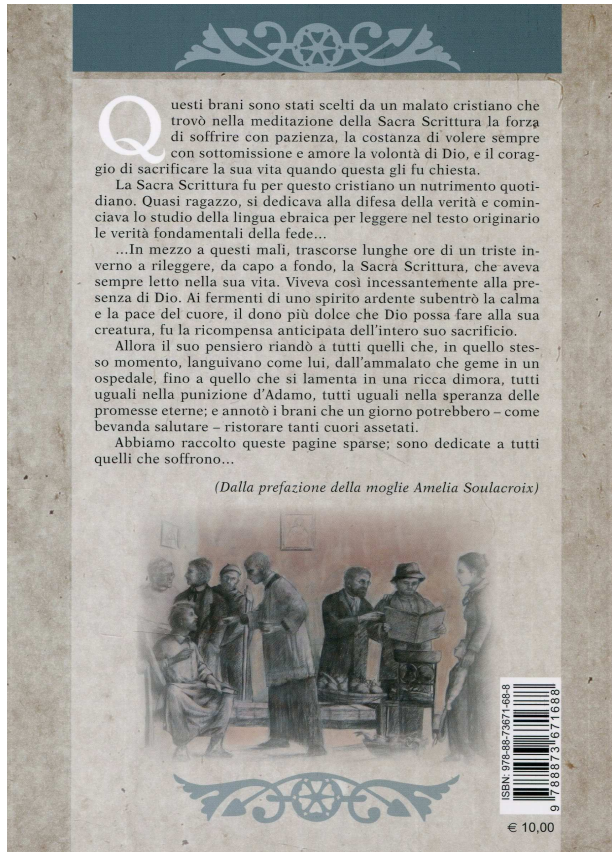 Questi brani sono stati scelti da un malato cristiano che
trovò nella meditazione della Sacra Scrittura la forza
di soffrire con pazienza, la costanza di volere sempre
con sottomissione e amore la volontà di Dio, e il corag-
gio di sacrificare la sua vita quando questa gli fu chiesta.
La Sacra Scrittura fu per questo cristiano un nutrimento quoti-
diano. Quasi ragazzo, si dedicava alla difesa della verità e comin-
ciava lo studio della lingua ebraica per leggere nel testo originario
le verità fondamentali della fede…
…In mezzo a questi mali, trascorse lunghe ore di un triste in-
verno a rileggere, da capo a fondo, la Sacra Scrittura, che aveva
sempre letto nella sua vita. Viveva così incessantemente alla pre-
senza di Dio. Ai fermenti di uno spirito ardente subentrò la calma
e la pace del cuore, il dono più dolce che Dio possa fare alla sua
creatura, fu la ricompensa anticipata dell'intero suo sacrificio.
Allora il suo pensiero riandò a tutti quelli che, in quello stes-
so momento, languivano come lui, dall'ammalato che geme in un
ospedale, fino a quello che si lamenta in una ricca dimora, tutti
uguali nella punizione d'Adamo, tutti uguali nella speranza delle
promesse eterne; e annotò i brani che un giorno potrebbero – come
bevanda salutare – ristorare tanti cuori assetati.
Abbiamo raccolto queste pagine sparse; sono dedicate a tutti
quelli che soffrono…
(Dalla prefazione della moglie Amelia Soulacroix)
ISBN: 978-88-73671-68-8
9 788873 671688
€ 10,00